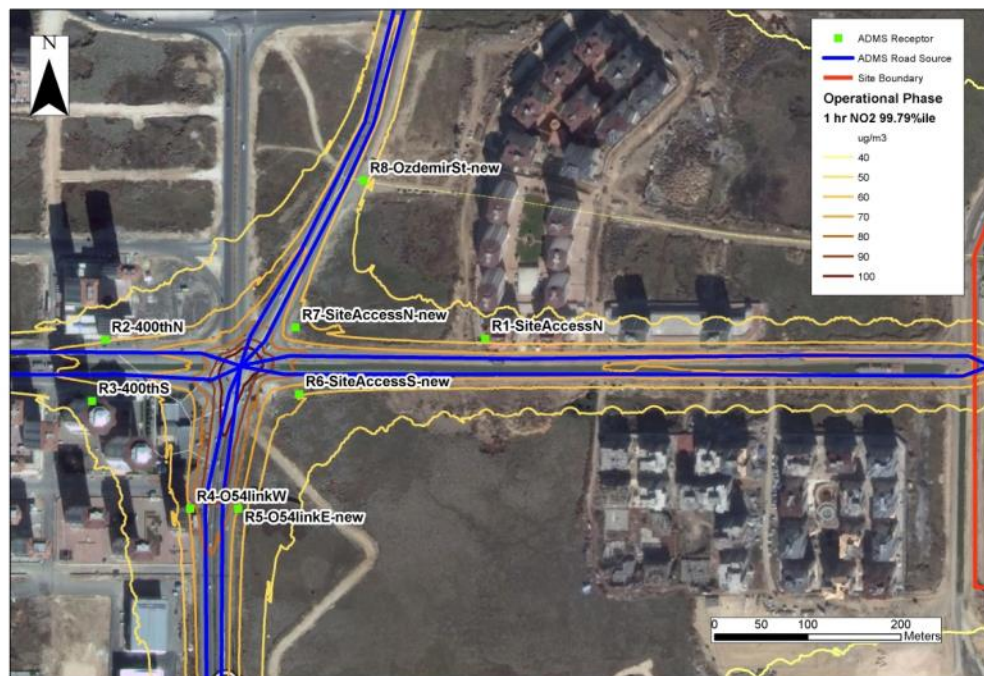 N
ADMS Receptor
ADMS Road Source
Site Boundary
Operational Phase
1 hr NO2 99.79%ile
ug/m3
40
50
60
70
80
90
100
R8-OzdemirSt-new
R7-SiteAccessN-new
R2-400thN
R1-SiteAccessN
R6-SiteAccessS-new
R3-400thS
R4-O54linkW
R5-O54linkE-new
0 50 100 200
Meters